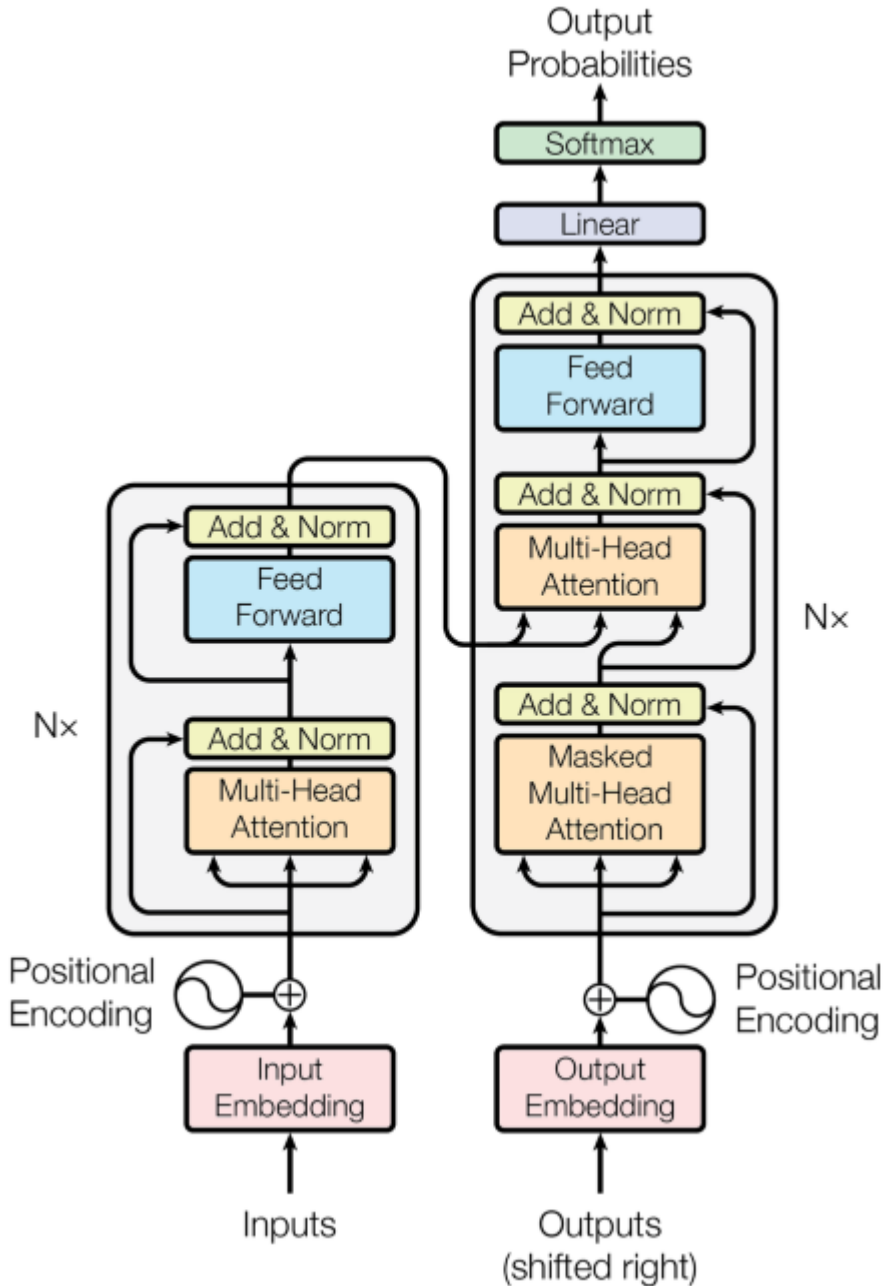 Output
Probabilities
Softmax
Linear
Add & Norm
Feed
Forward
Add & Norm
Multi-Head
Attention
N×
Add & Norm
Masked
Multi-Head
Attention
Add & Norm
Feed
Forward
N×
Add & Norm
Multi-Head
Attention
Positional
Encoding
Positional
Encoding
Input
Embedding
Output
Embedding
Inputs
Outputs
(shifted right)